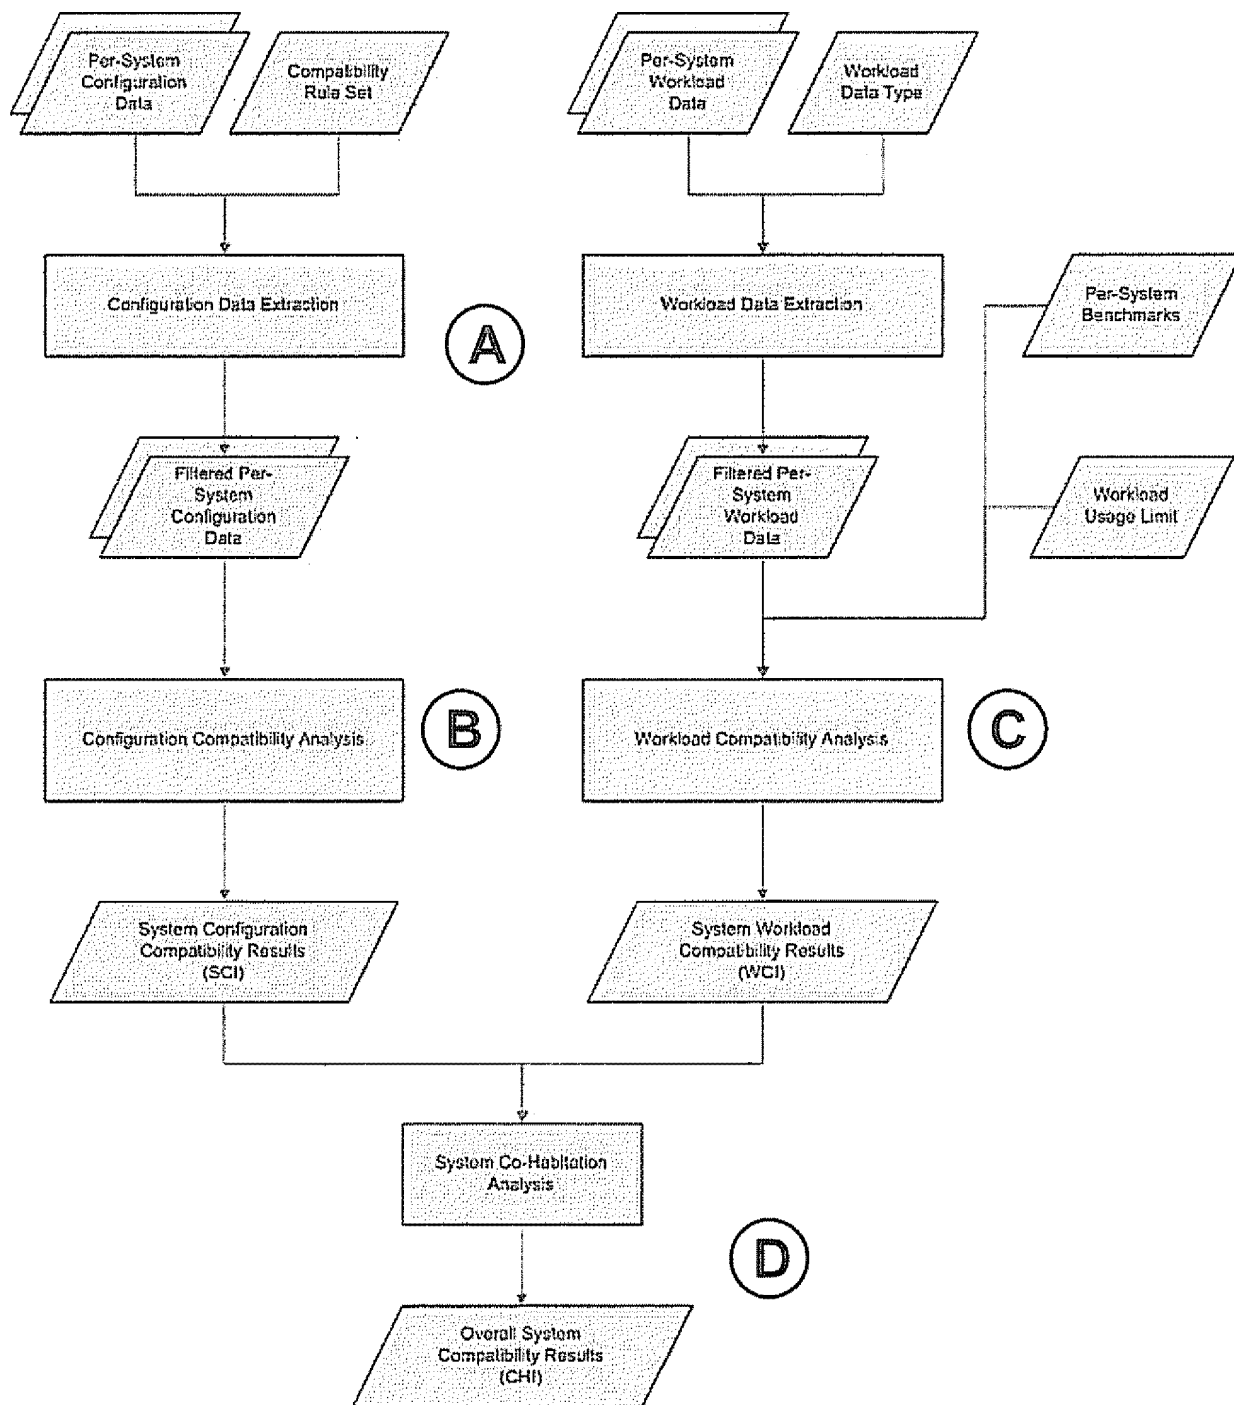 Per-System
Configuration
Data
Compatibility
Rule Set
Per-System
Workload
Data
Workload
Data Type
Configuration Data Extraction
Workload Data Extraction
Per-System
Benchmarks
A
Filtered Per-
System
Configuration
Data
Filtered Per-
System
Workload
Data
Workload
Usage Limit
Configuration Compatibility Analysis
B
Workload Compatibility Analysis
C
System Configuration
Compatibility Results
(SCI)
System Workload
Compatibility Results
(WCI)
System Co-Habitation
Analysis
D
Overall System
Compatibility Results
(CHI)